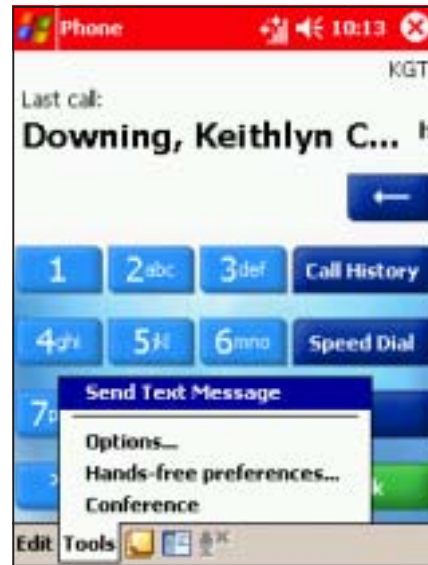 Phone 10:13
KGT
Last call:
Downing, Keithlyn C... h
1 2abc 3def Call History
4ghi 5jkl 6mno Speed Dial
7p
Send Text Message
Options...
Hands-free preferences...
Conference
k
Edit Tools